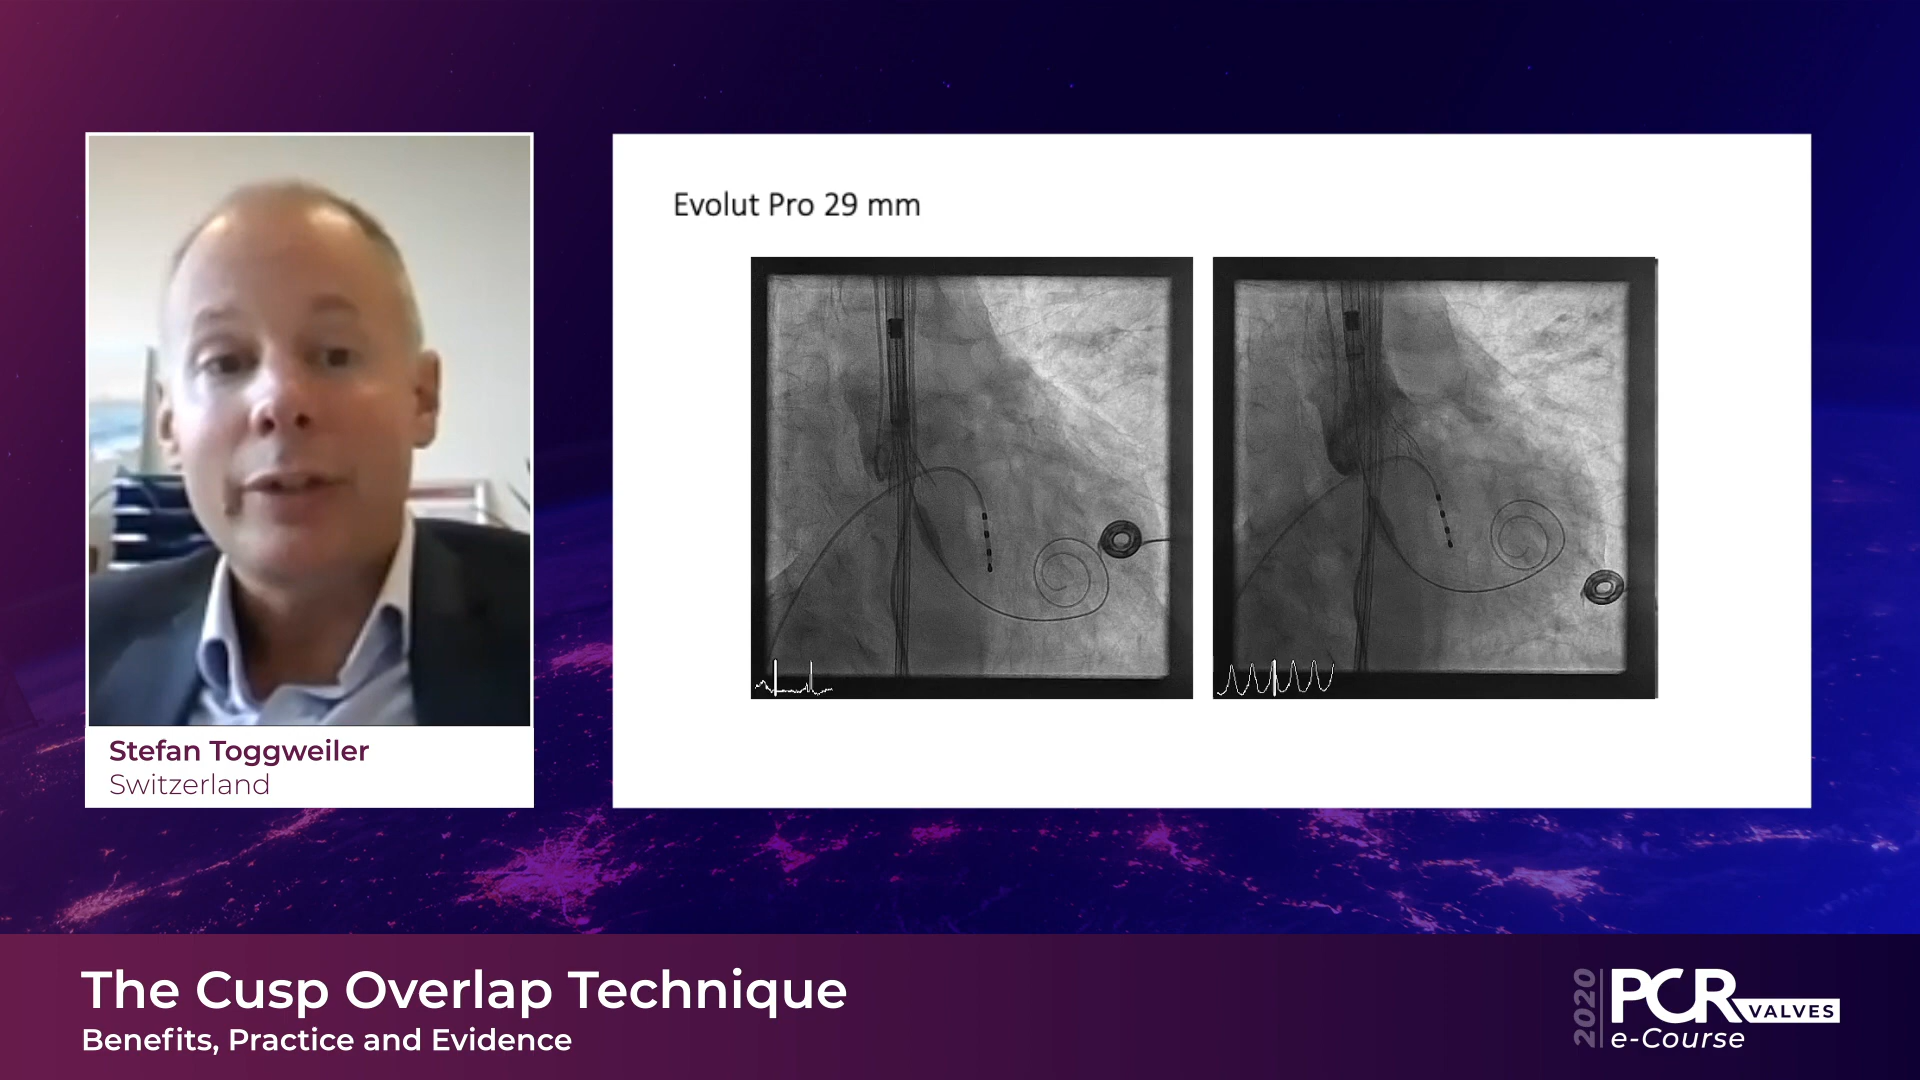 Evolut Pro 29 mm
Stefan Toggweiler
Switzerland
The Cusp Overlap Technique
Benefits, Practice and Evidence
2020
PCR
VALVES
e-Course